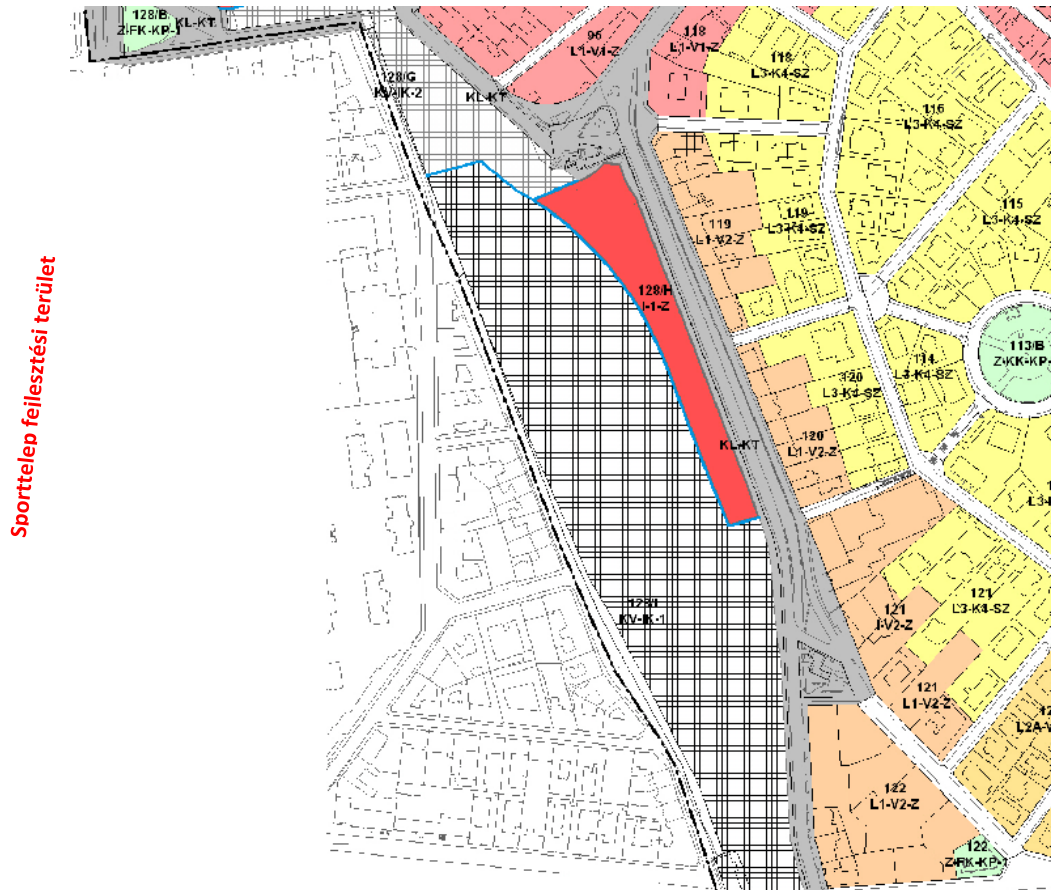 128/B
Z-FK-KP-1
KL-KT
96
L1-V1-Z
118
L1-V1-Z
118
L3-K4-SZ
KV-IK-2
KL-KT
116
L3-K4-SZ
115
L3-K4-SZ
119
L1-V2-Z
119
L3-K4-SZ
Sporttelep fejlesztési terület
128/H
I-1-Z
113/B
Z-KK-KP-
114
L3-K4-SZ
120
L3-K4-SZ
120
L1-V2-Z
KL-KT
KV-IK-1
121
I-V2-Z
121
L3-K4-SZ
121
L1-V2-Z
122
L1-V2-Z
122
Z-FK-KP-1